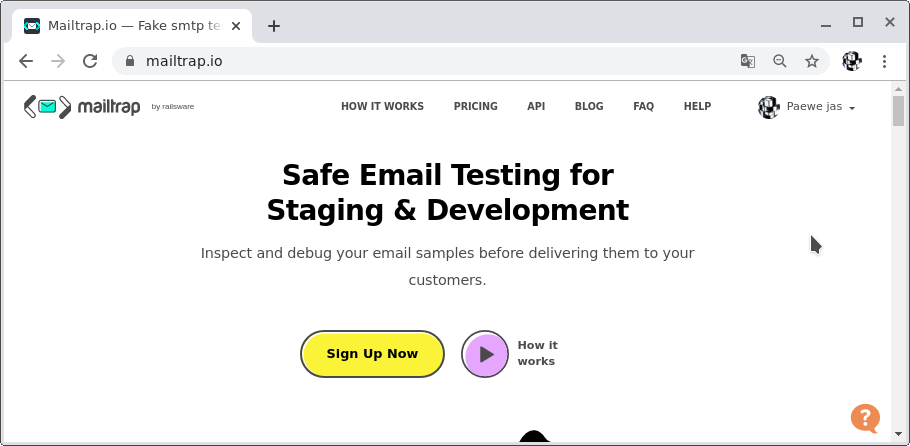 Mailtrap.io — Fake smtp te
mailtrap.io
mailtrap by railsware HOW IT WORKS PRICING API BLOG FAQ HELP Paewe jas
Safe Email Testing for
Staging & Development
Inspect and debug your email samples before delivering them to your
customers.
Sign Up Now
How it
works
?